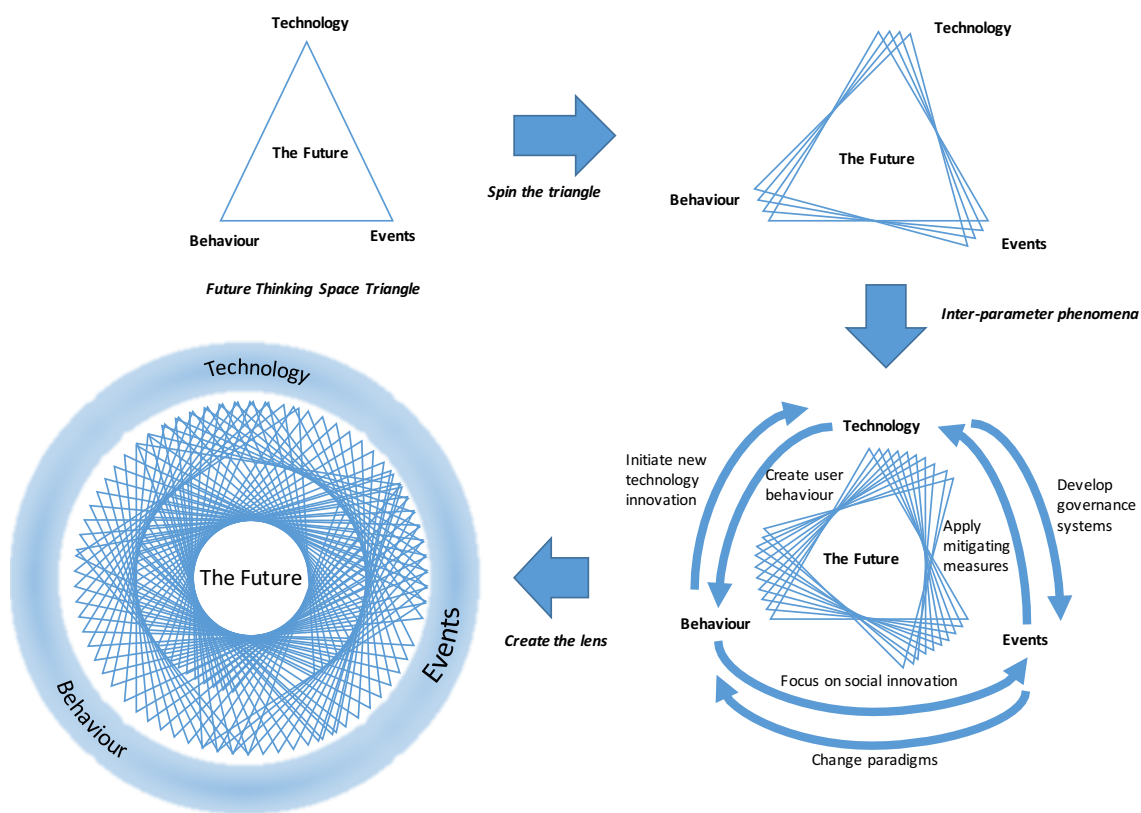 Technology
The Future
Behaviour
Events
Future Thinking Space Triangle
Spin the triangle
Technology
The Future
Behaviour
Events
Inter-parameter phenomena
Technology
Initiate new
technology
innovation
Create user
behaviour
Develop
governance
systems
Apply
mitigating
measures
The Future
Behaviour
Events
Focus on social innovation
Change paradigms
Create the lens
Technology
The Future
Events
Behaviour